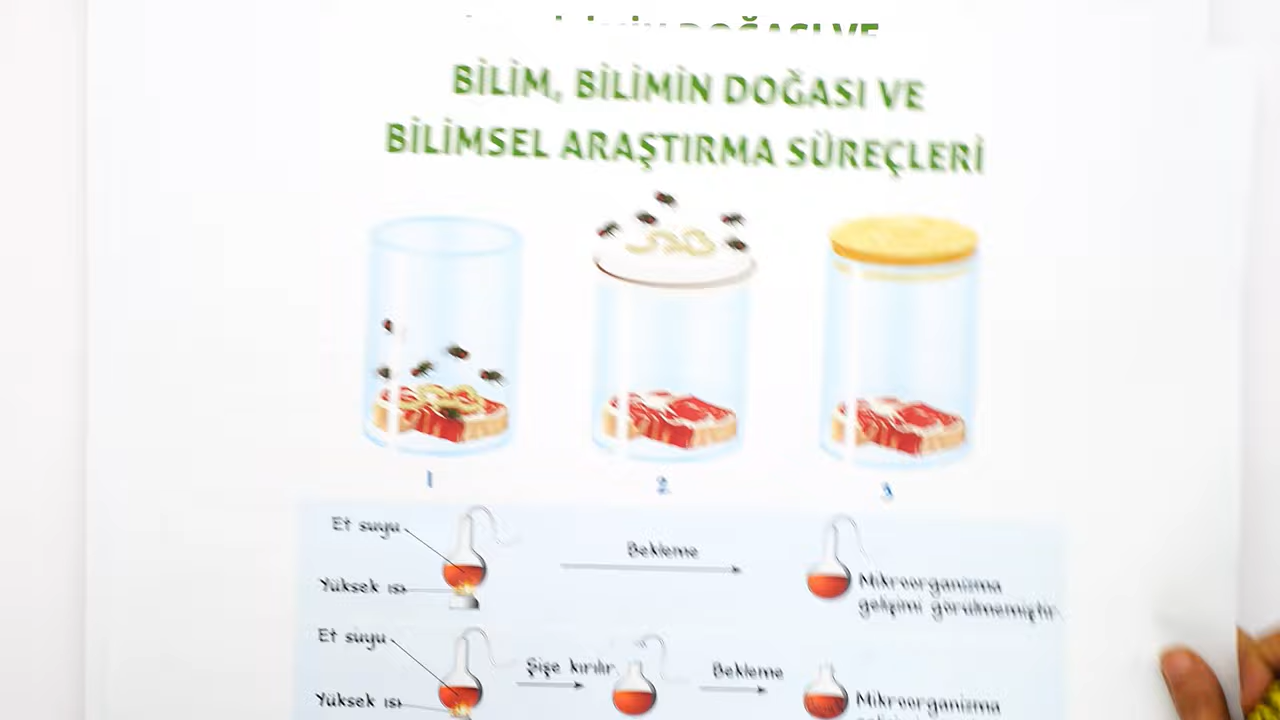 BİLİM, BİLİMİN DOĞASI VE
BİLİMSEL ARAŞTIRMA SÜREÇLERİ
1 2 3
Et suyu
Bekleme
Yüksek ısı
Mikroorganizma
gelişimi görülmemiştir
Et suyu
Şişe kırılır
Bekleme
Yüksek ısı
Mikroorganizma